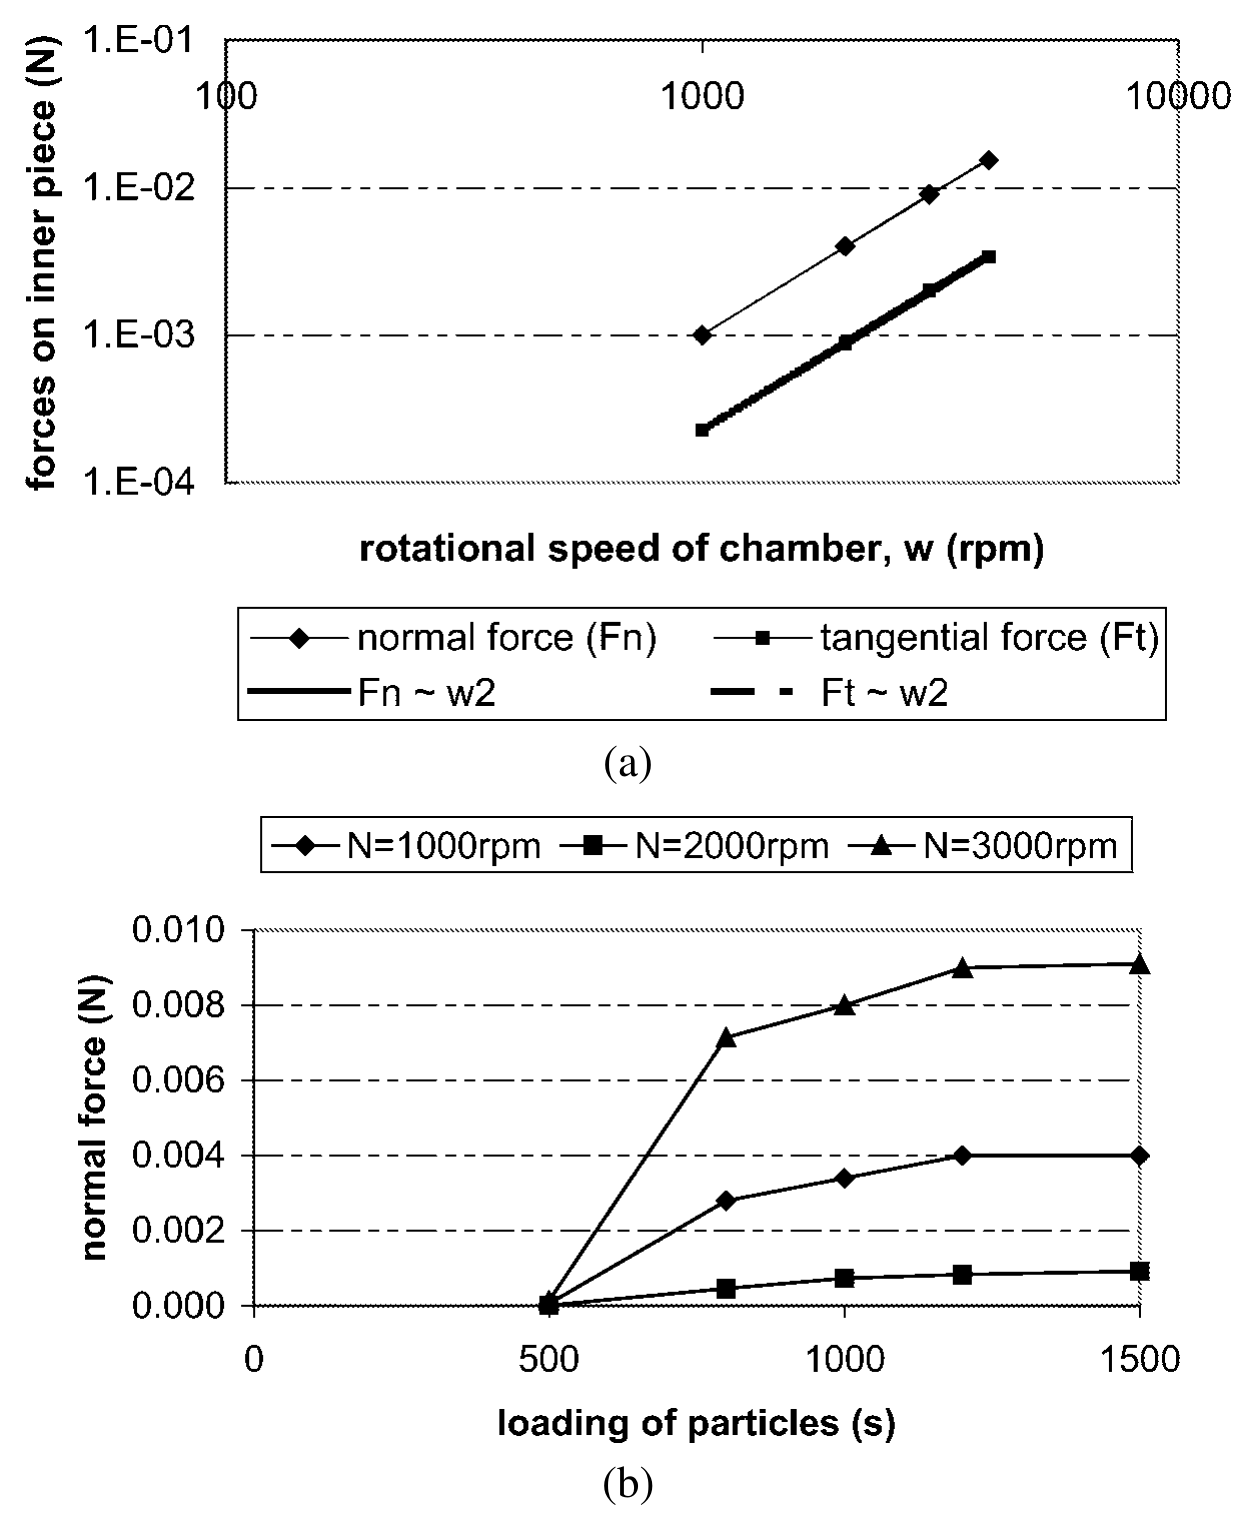 forces on inner piece (N)
1.E-01
100 1000 10000
1.E-02
1.E-03
1.E-04
rotational speed of chamber, w (rpm)
normal force (Fn) tangential force (Ft)
Fn ~ w2 Ft ~ w2
(a)
N=1000rpm N=2000rpm N=3000rpm
normal force (N)
0.010
0.008
0.006
0.004
0.002
0.000
0 500 1000 1500
loading of particles (s)
(b)